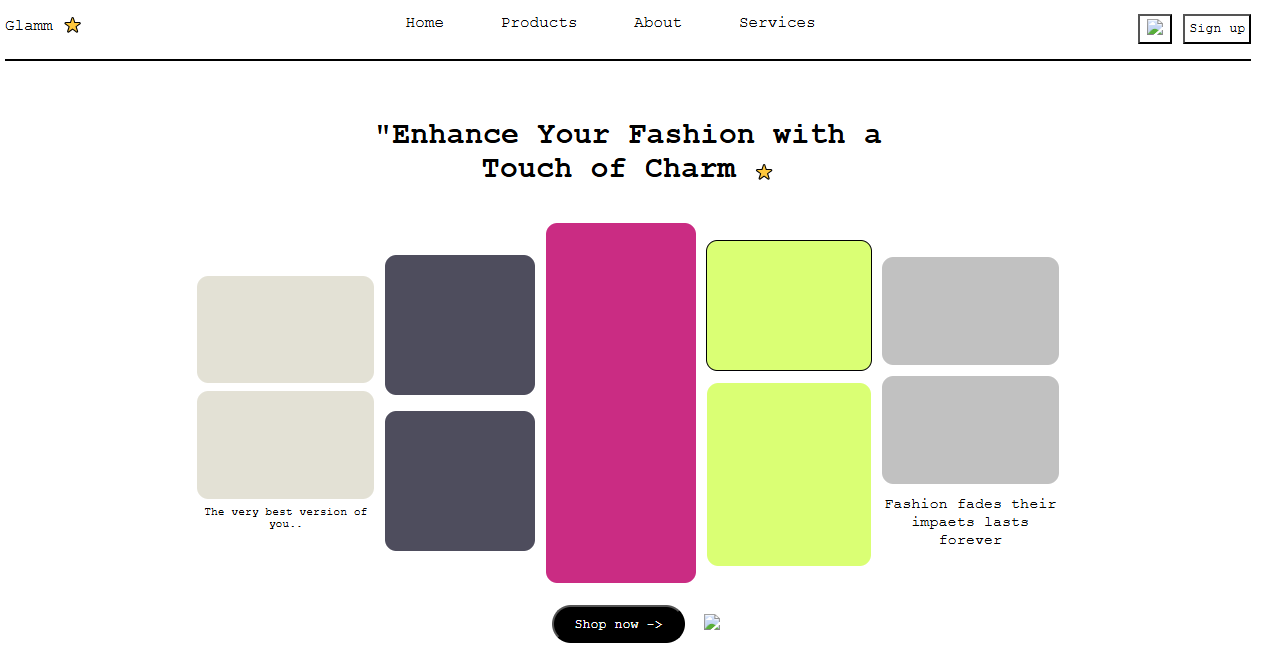 Glamm
Home Products About Services
Sign up
"Enhance Your Fashion with a
Touch of Charm
The very best version of
you..
Fashion fades their
impaets lasts
forever
Shop now ->